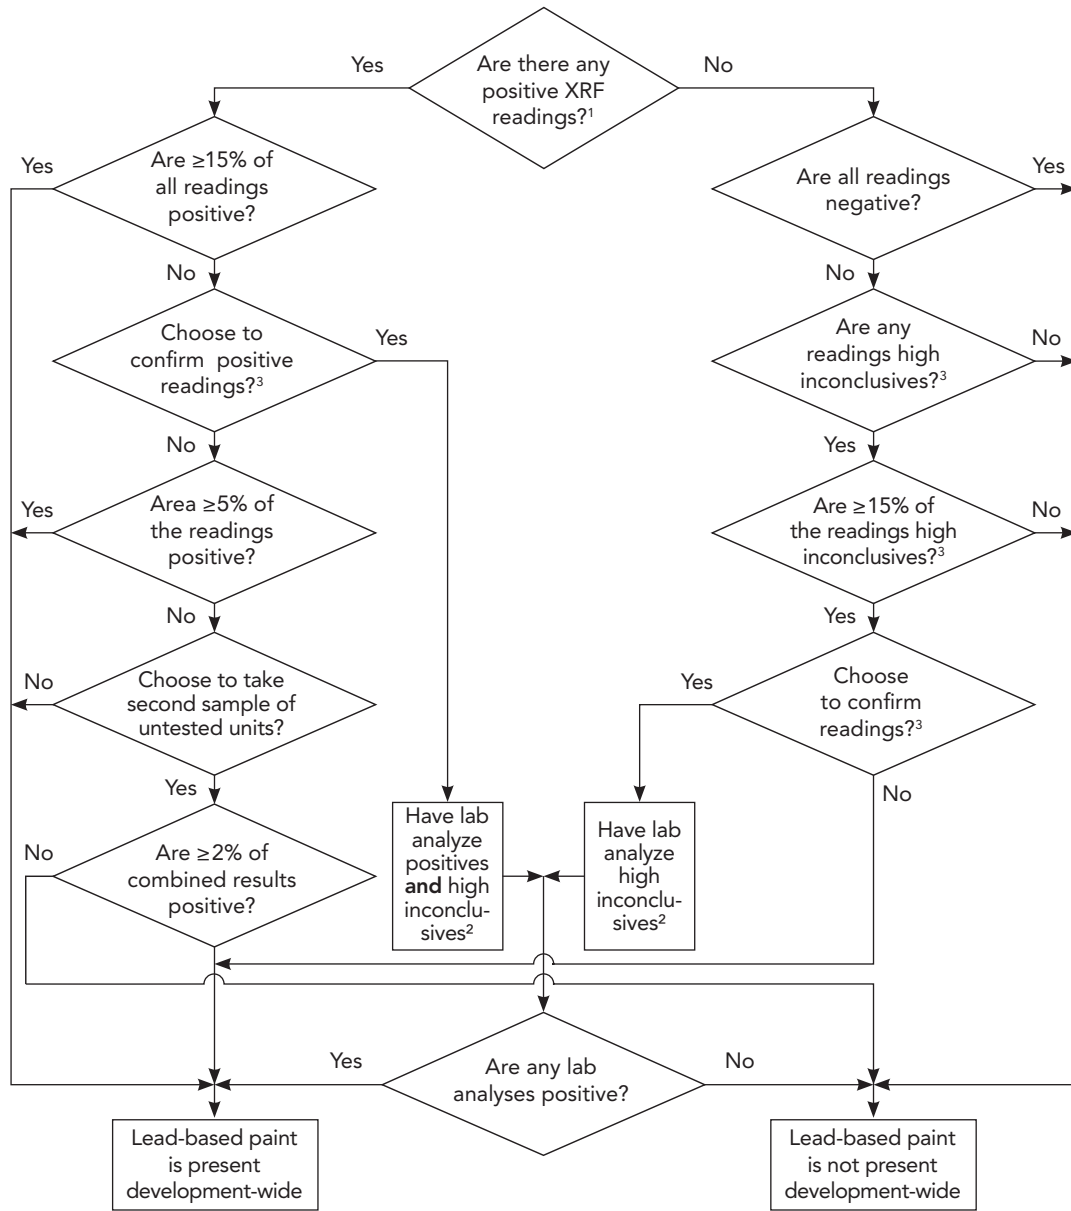 Yes
Are there any
positive XRF
readings?¹
No
Yes
Are ≥15% of
all readings
positive?
Are all readings
negative?
Yes
No
No
Choose to
confirm positive
readings?³
Yes
Are any
readings high
inconclusives?³
No
No
Yes
Yes
Area ≥5% of
the readings
positive?
Are ≥15% of
the readings high
inconclusives?³
No
No
Yes
No
Choose to take
second sample of
untested units?
Yes
Choose
to confirm
readings?³
Yes
No
No
Are ≥2% of
combined results
positive?
Have lab
analyze
positives
and high
inconclu-
sives²
Have lab
analyze
high
inconclu-
sives²
Yes
Are any lab
analyses positive?
No
Lead-based paint
is present
development-wide
Lead-based paint
is not present
development-wide